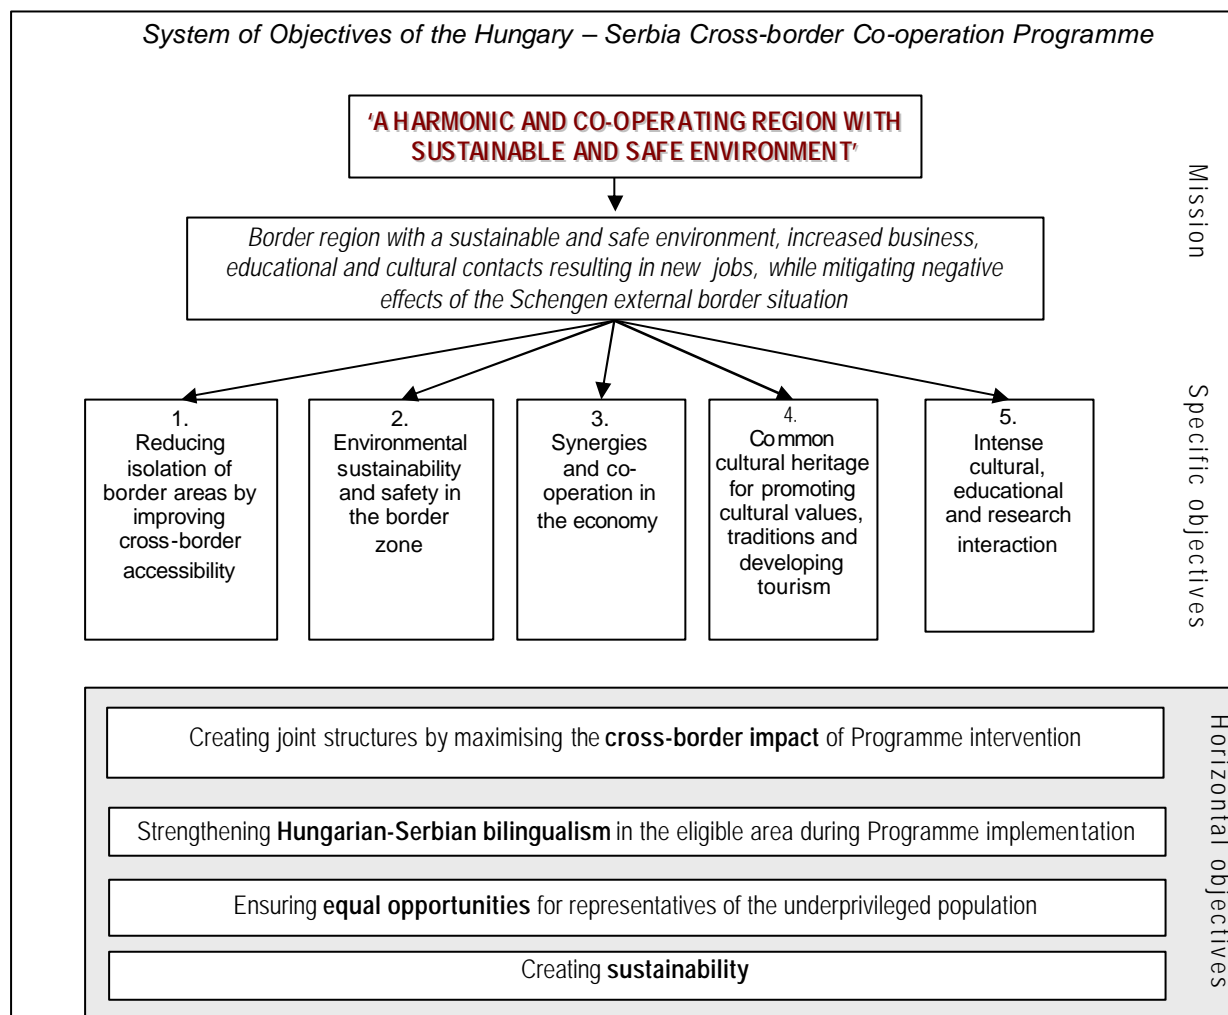 System of Objectives of the Hungary – Serbia Cross-border Co-operation Programme
'A HARMONIC AND CO-OPERATING REGION WITH
SUSTAINABLE AND SAFE ENVIRONMENT'
Mission
Border region with a sustainable and safe environment, increased business,
educational and cultural contacts resulting in new jobs, while mitigating negative
effects of the Schengen external border situation
Specific objectives
1.
Reducing
isolation of
border areas by
improving
cross-border
accessibility
2.
Environmental
sustainability
and safety in
the border
zone
3.
Synergies
and co-
operation in
the economy
4.
Common
cultural heritage
for promoting
cultural values,
traditions and
developing
tourism
5.
Intense
cultural,
educational
and research
interaction
Horizontal objectives
Creating joint structures by maximising the cross-border impact of Programme intervention
Strengthening Hungarian-Serbian bilingualism in the eligible area during Programme implementation
Ensuring equal opportunities for representatives of the underprivileged population
Creating sustainability